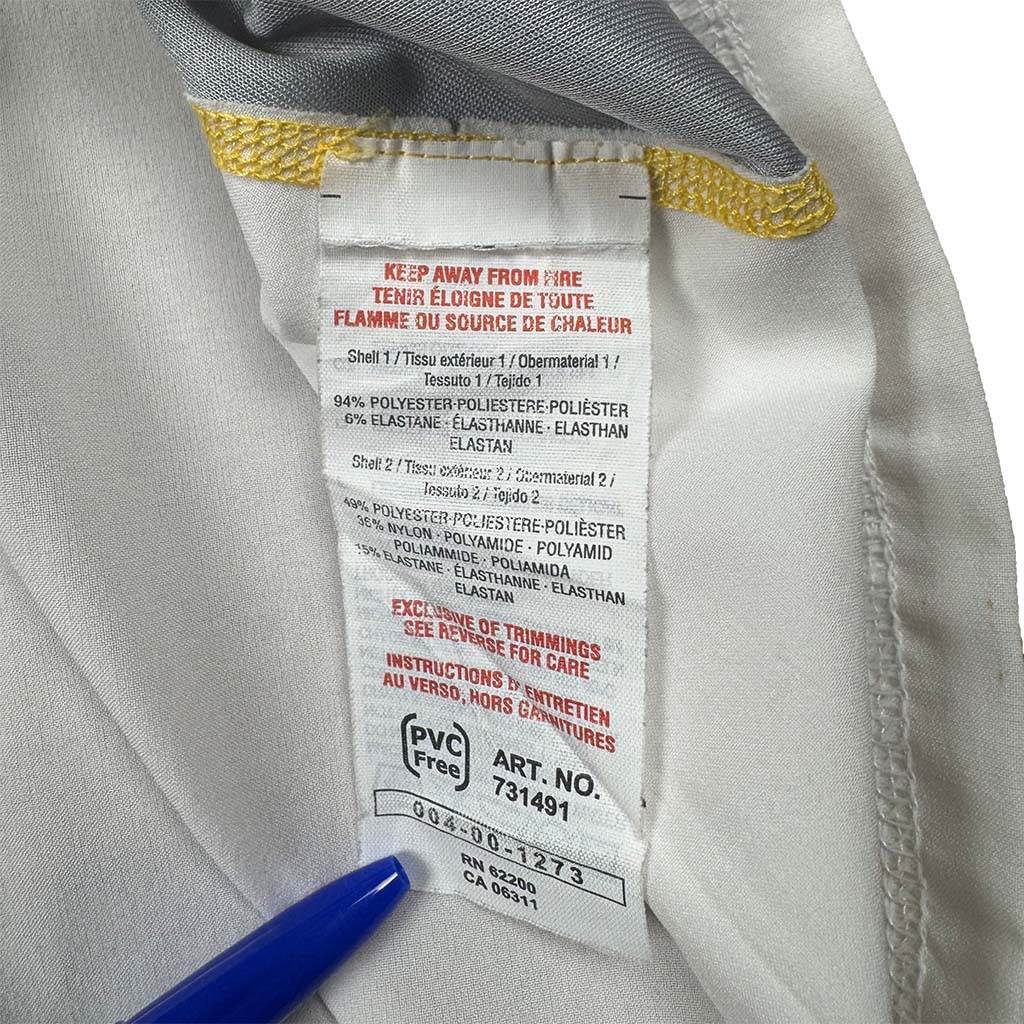 KEEP AWAY FROM FIRE
TENIR ÉLOIGNE DE TOUTE
FLAMME OU SOURCE DE CHALEUR
Shell 1 / Tissu extérieur 1 / Obermaterial 1 /
Tessuto 1 / Tejido 1
94% POLYESTER·POLIESTERE·POLIÈSTER
6% ELASTANE · ÉLASTHANNE · ELASTHAN
ELASTAN
Shell 2 / Tissu extérieur 2 / Obermaterial 2 /
Tessuto 2 / Tejido 2
49% POLYESTER·POLIESTERE·POLIÈSTER
36% NYLON · POLYAMIDE · POLYAMID
POLIAMMIDE · POLIAMIDA
15% ELASTANE · ÉLASTHANNE · ELASTHAN
ELASTAN
EXCLUSIVE OF TRIMMINGS
SEE REVERSE FOR CARE
INSTRUCTIONS D'ENTRETIEN
AU VERSO, HORS GARNITURES
PVC
Free
ART. NO.
731491
004-00-1273
RN 62200
CA 06311